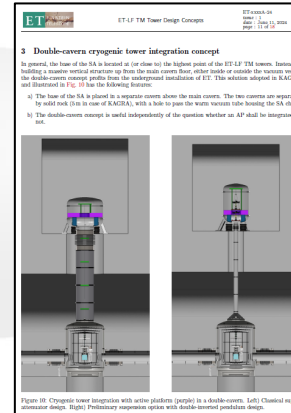 ET EINSTEIN TELESCOPE
ET-LF TM Tower Design Concepts
ET-xxxA-24
issue : 1
date : June 11, 2024
page : 11 of 18
3 Double-cavern cryogenic tower integration concept
In general, the base of the SA is located at (or close to) the highest point of the ET-LF TM towers. Instead
building a massive vertical structure up from the main cavern floor, either inside or outside the vacuum ves
the double-cavern concept profits from the underground installation of ET. This solution adopted in KAG
and illustrated in Fig. 10 has the following features:
a) The base of the SA is placed in a separate cavern above the main cavern. The two caverns are separa
by solid rock (5 m in case of KAGRA), with a hole to pass the warm vacuum tube housing the SA cha
b) The double-cavern concept is useful independently of the question whether an AP shall be integrate
not.
Figure 10: Cryogenic tower integration with active platform (purple) in a double-cavern. Left) Classical su
attenuator design. Right) Preliminary suspension option with double-inverted pendulum design.